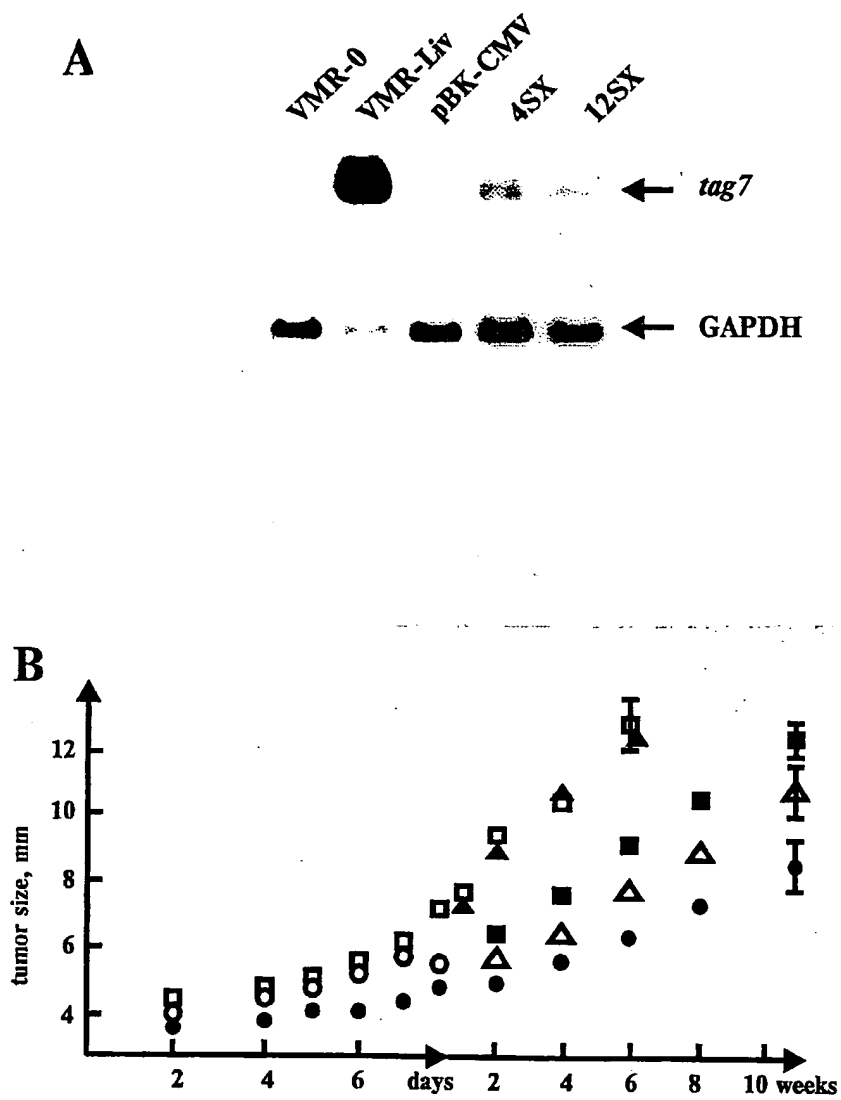 A
VMR-0 VMR-Liv pBK-CMV 4SX 12SX
tag7
GAPDH
B
tumor size, mm
12
10
8
6
4
2 4 6 days 2 4 6 8 10 weeks